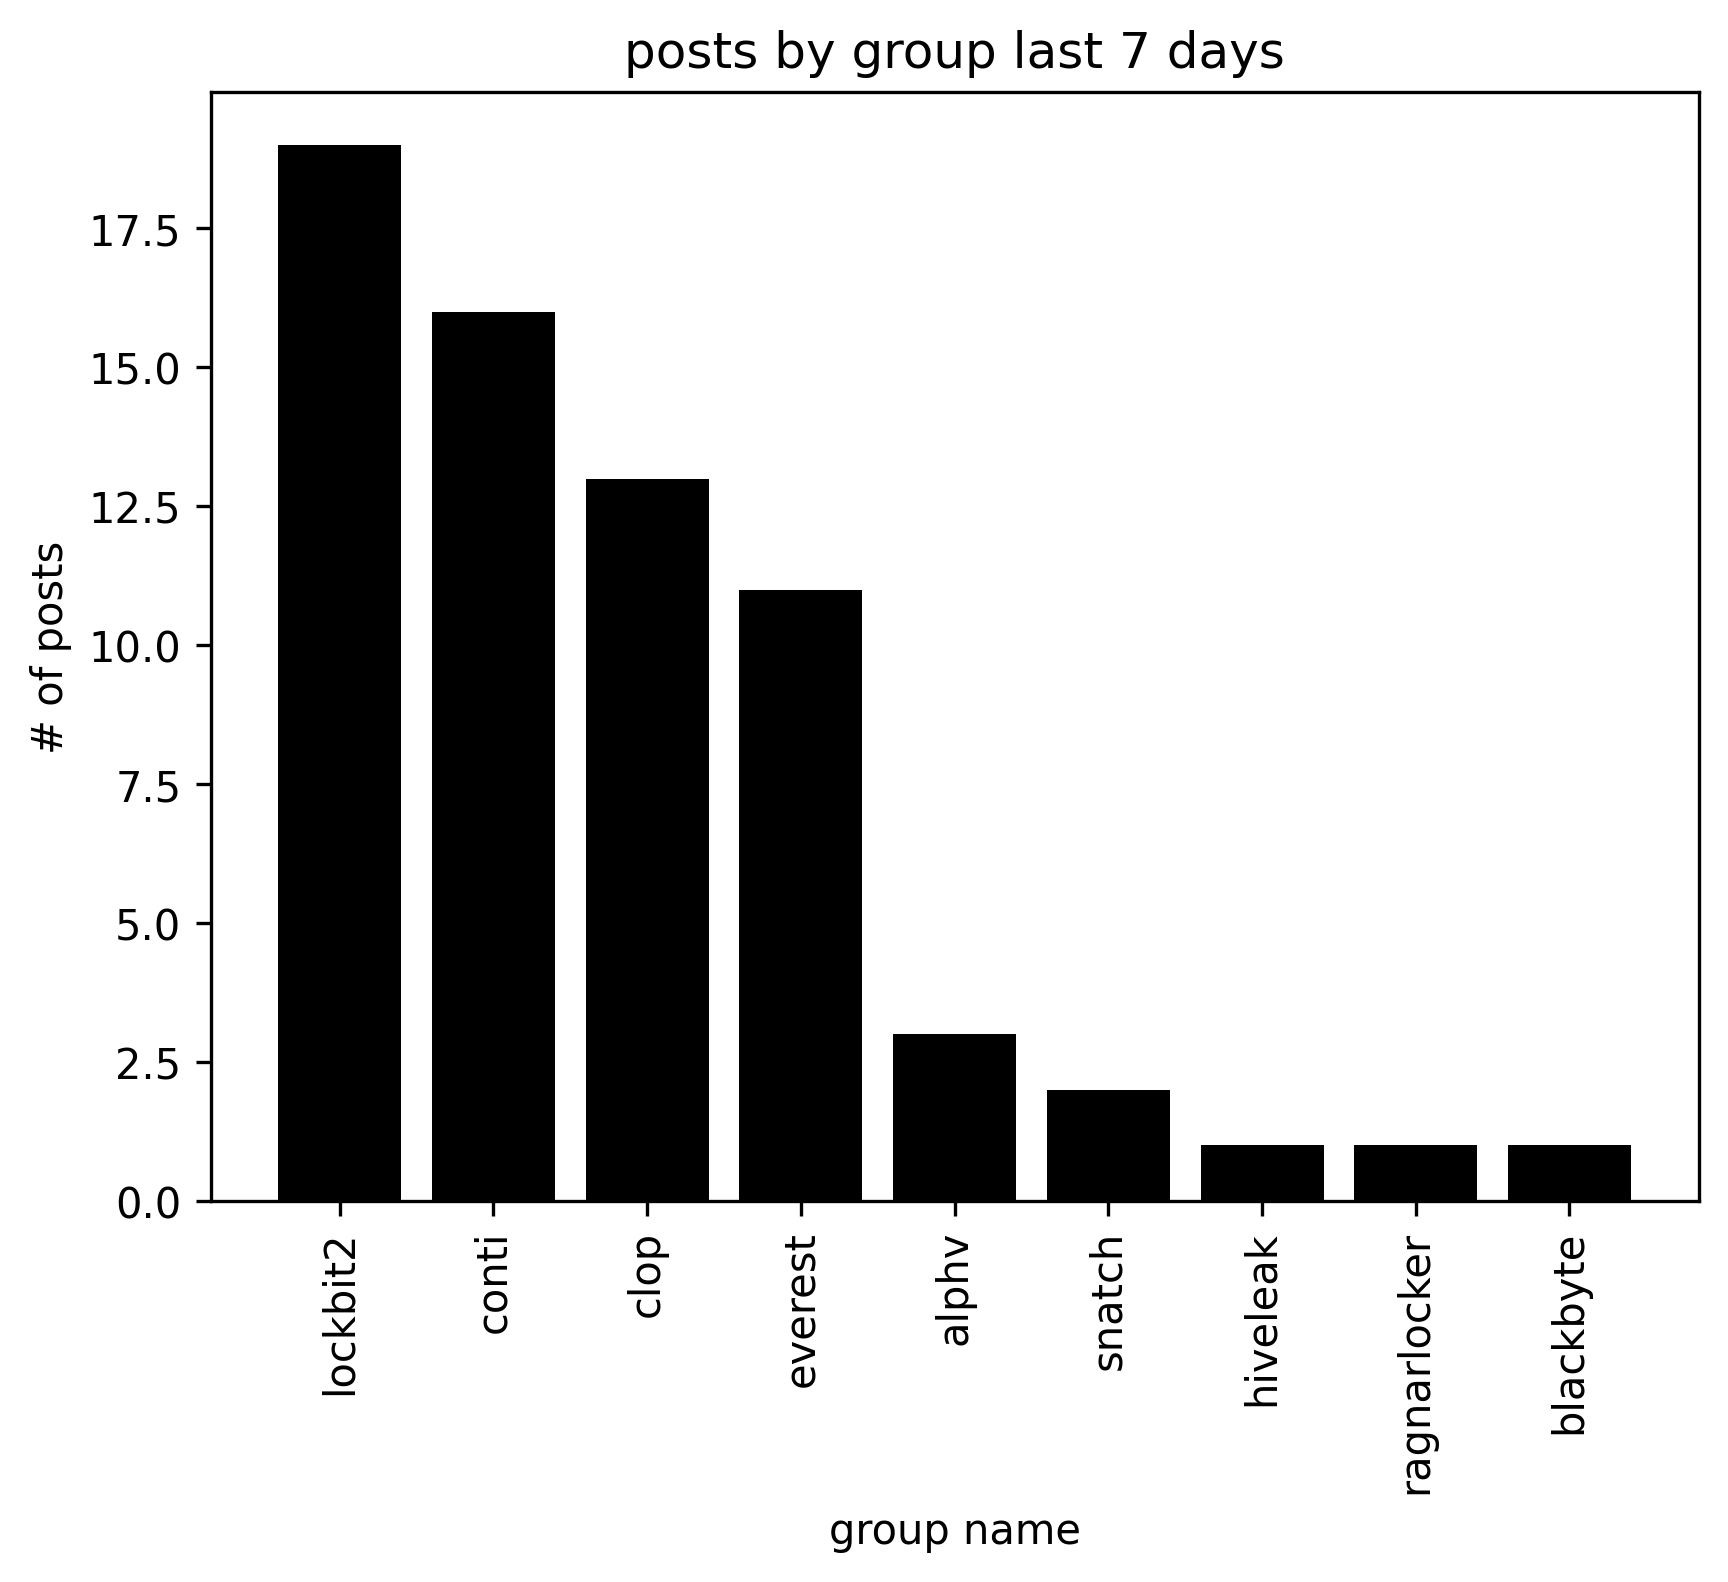 posts by group last 7 days
17.5
15.0
12.5
10.0
7.5
5.0
2.5
0.0
# of posts
lockbit2
conti
clop
everest
alphv
snatch
hiveleak
ragnarlocker
blackbyte
group name